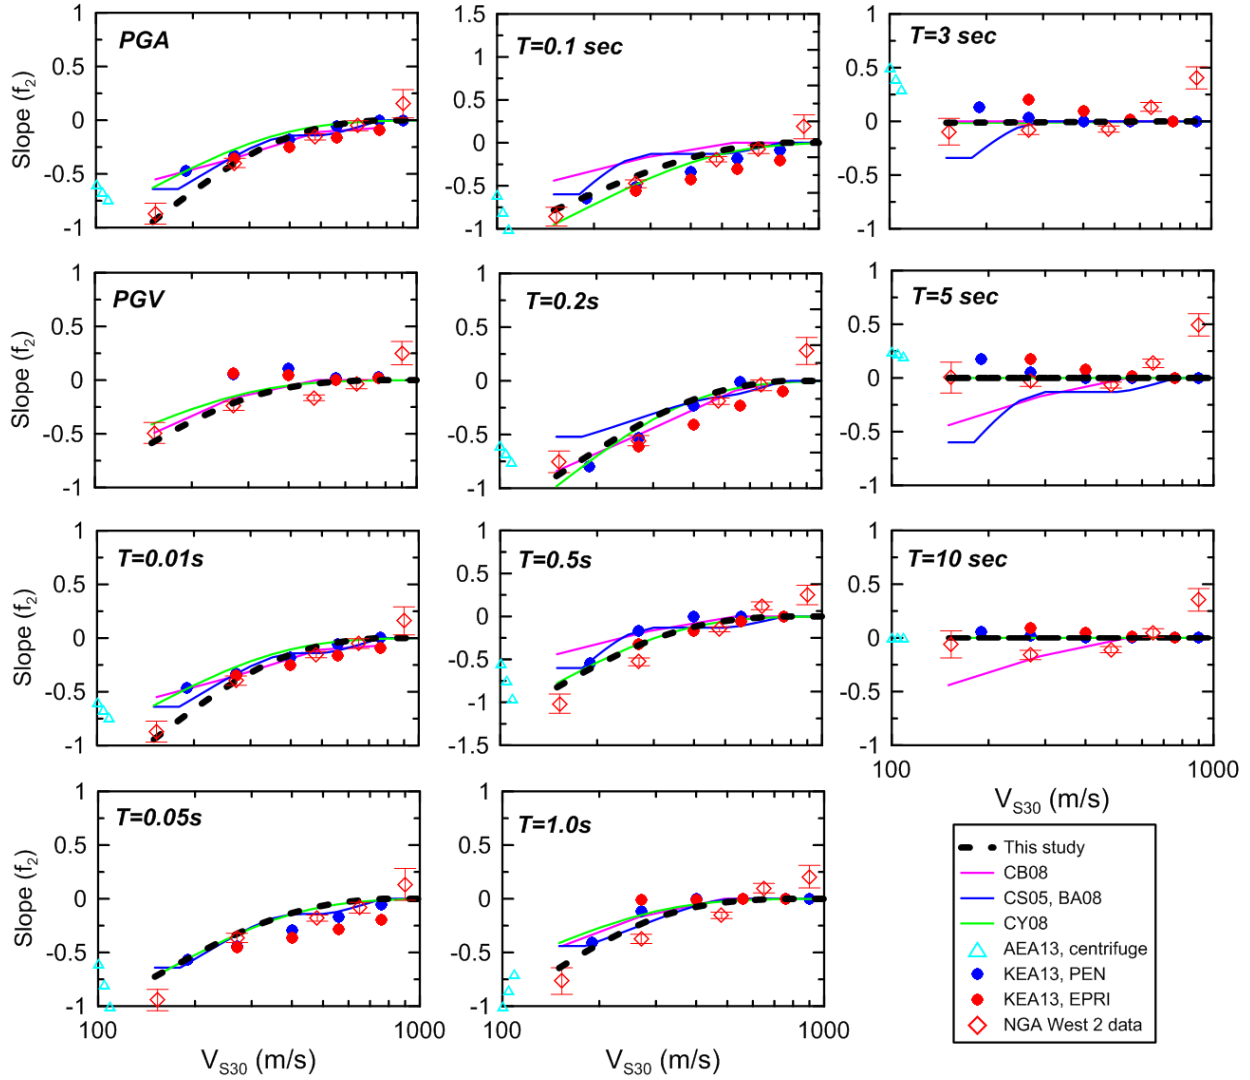 PGA
1
0.5
0
-0.5
-1
Slope (f2)
T=0.1 sec
1.5
1
0.5
0
-0.5
-1
T=3 sec
1
0.5
0
-0.5
-1
PGV
1
0.5
0
-0.5
-1
Slope (f2)
T=0.2s
1
0.5
0
-0.5
-1
T=5 sec
1
0.5
0
-0.5
-1
T=0.01s
1
0.5
0
-0.5
-1
Slope (f2)
T=0.5s
1
0.5
0
-0.5
-1
-1.5
T=10 sec
1
0.5
0
-0.5
-1
100 1000
VS30 (m/s)
T=0.05s
1
0.5
0
-0.5
-1
Slope (f2)
100 1000
VS30 (m/s)
T=1.0s
1
0.5
0
-0.5
-1
100 1000
VS30 (m/s)
This study
CB08
CS05, BA08
CY08
AEA13, centrifuge
KEA13, PEN
KEA13, EPRI
NGA West 2 data